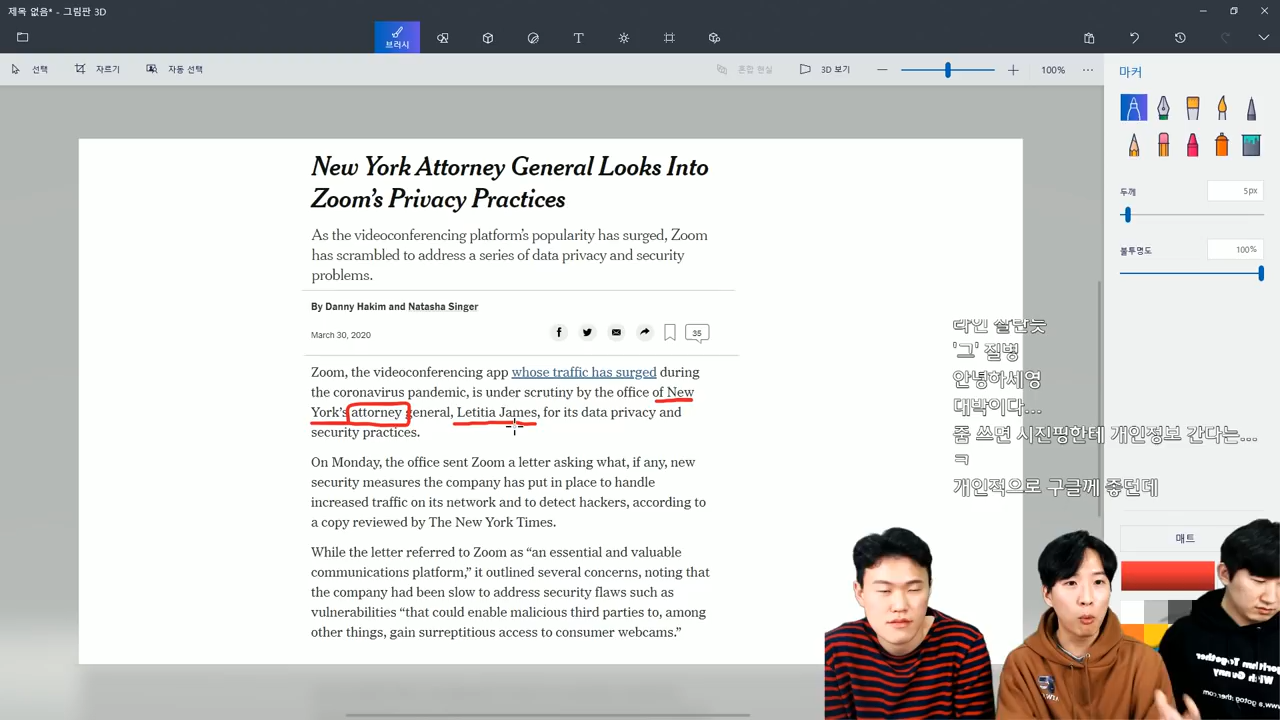 제목 없음* - 그림판 3D
브러시
선택
자르기
자동 선택
혼합 현실
3D 보기
100%
마커
두께
5px
불투명도
100%
매트
New York Attorney General Looks Into
Zoom's Privacy Practices
As the videoconferencing platform's popularity has surged, Zoom
has scrambled to address a series of data privacy and security
problems.
By Danny Hakim and Natasha Singer
March 30, 2020
35
Zoom, the videoconferencing app whose traffic has surged during
the coronavirus pandemic, is under scrutiny by the office of New
York's attorney general, Letitia James, for its data privacy and
security practices.
On Monday, the office sent Zoom a letter asking what, if any, new
security measures the company has put in place to handle
increased traffic on its network and to detect hackers, according to
a copy reviewed by The New York Times.
While the letter referred to Zoom as “an essential and valuable
communications platform,” it outlined several concerns, noting that
the company had been slow to address security flaws such as
vulnerabilities “that could enable malicious third parties to, among
other things, gain surreptitious access to consumer webcams.”
라인 잘란듯
'그' 질병
안녕하세영
대박이다...
줌 쓰면 시진핑한테 개인정보 간다는...
ㅋ
개인적으로 구글께 좋던데